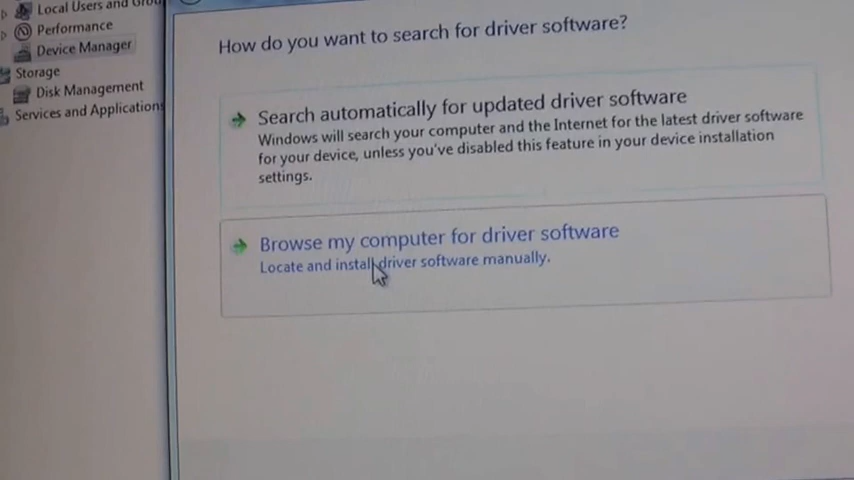 Local Users and Grou
Performance
Device Manager
Storage
Disk Management
Services and Applications
How do you want to search for driver software?
Search automatically for updated driver software
Windows will search your computer and the Internet for the latest driver software
for your device, unless you've disabled this feature in your device installation
settings.
Browse my computer for driver software
Locate and install driver software manually.